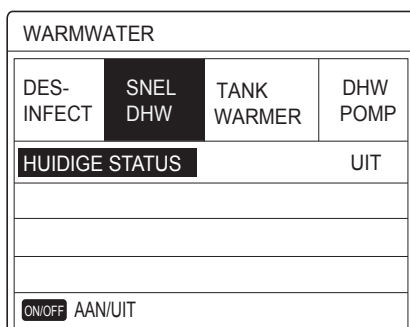 WARMWATER
DES-
INFECT
SNEL
DHW
TANK
WARMER
DHW
POMP
HUIDIGE STATUS UIT
ON/OFF AAN/UIT